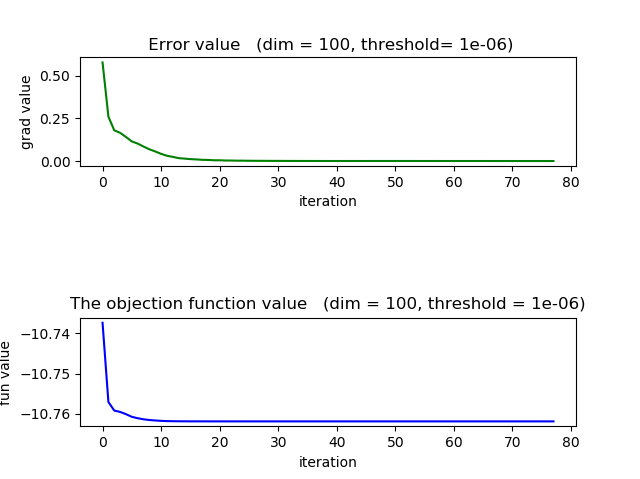 Error value   (dim = 100, threshold= 1e-06)
grad value
0.50
0.25
0.00
0 10 20 30 40 50 60 70 80
iteration
The objection function value   (dim = 100, threshold = 1e-06)
fun value
−10.74
−10.75
−10.76
0 10 20 30 40 50 60 70 80
iteration